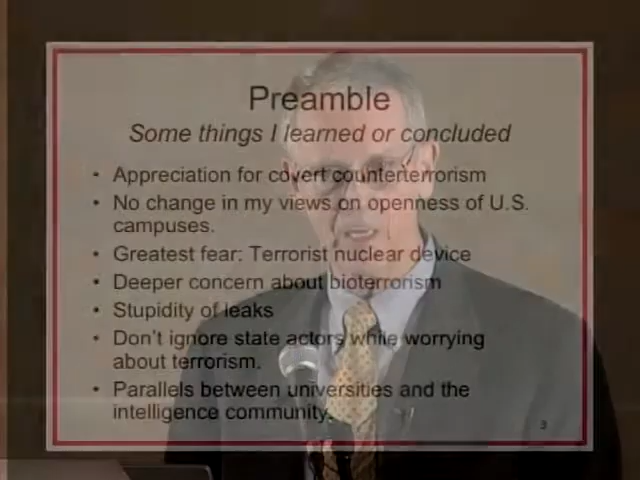 Preamble
Some things I learned or concluded
• Appreciation for covert counterterrorism
• No change in my views on openness of U.S.
campuses.
• Greatest fear: Terrorist nuclear device
• Deeper concern about bioterrorism
• Stupidity of leaks
• Don't ignore state actors while worrying
about terrorism.
• Parallels between universities and the
intelligence community.
3